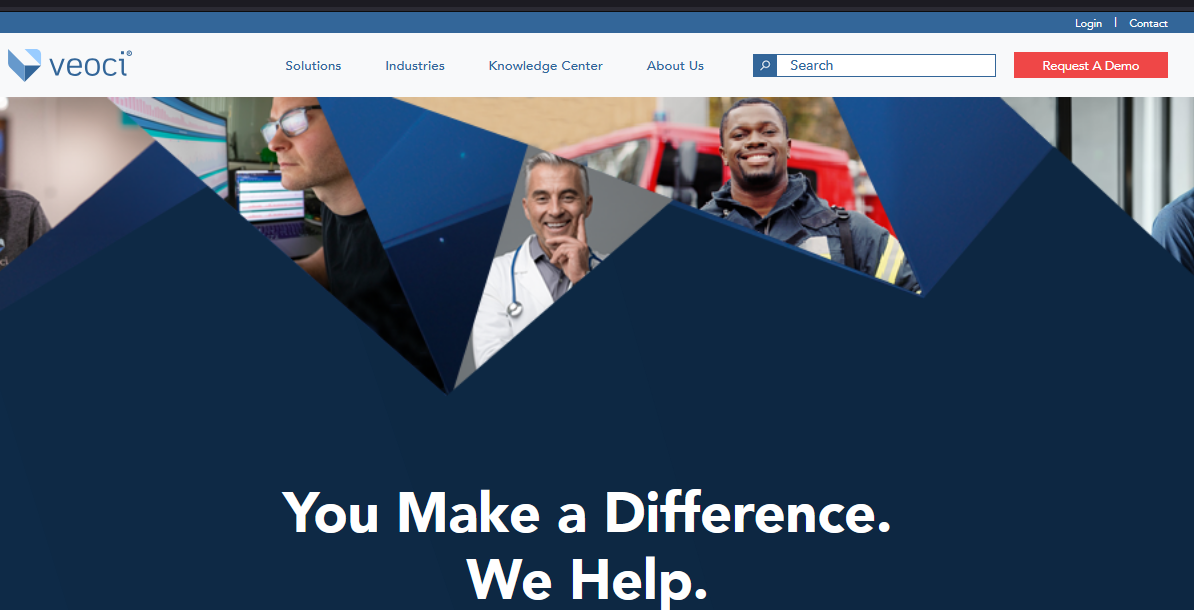 Login | Contact
veoci®
Solutions Industries Knowledge Center About Us Search Request A Demo
You Make a Difference.
We Help.